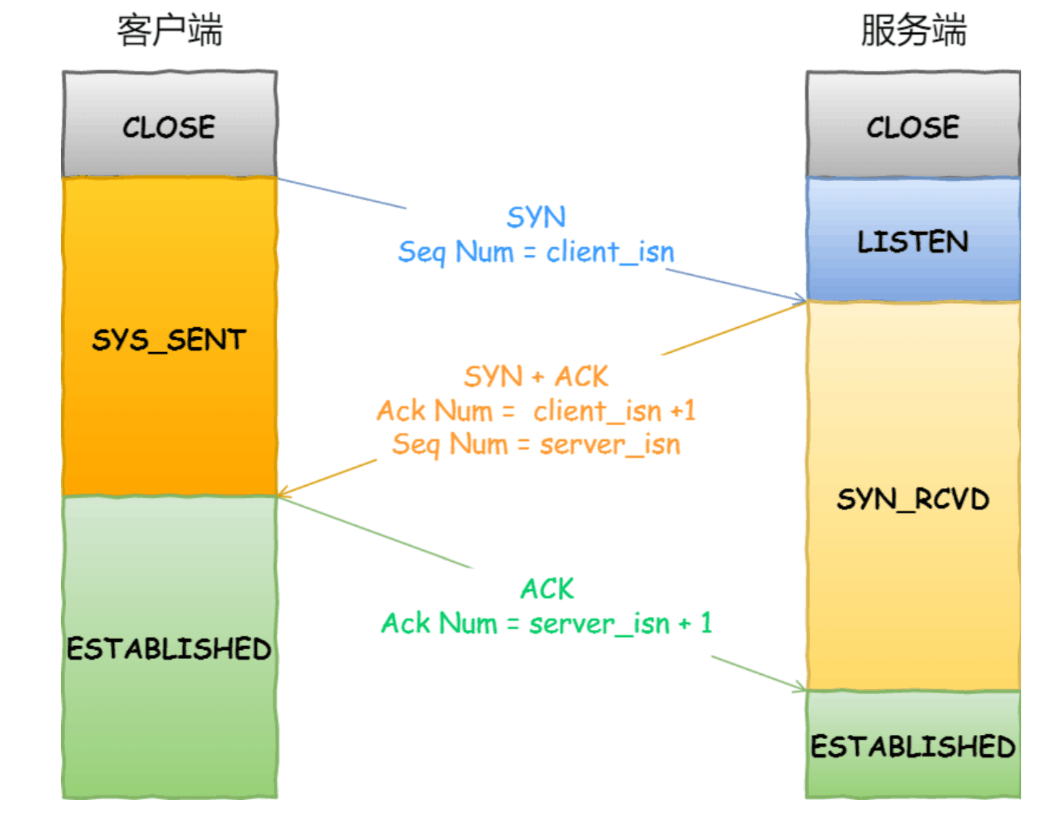 客户端
服务端
CLOSE
CLOSE
SYN
Seq Num = client_isn
LISTEN
SYS_SENT
SYN + ACK
Ack Num = client_isn +1
Seq Num = server_isn
SYN_RCVD
ACK
Ack Num = server_isn + 1
ESTABLISHED
ESTABLISHED